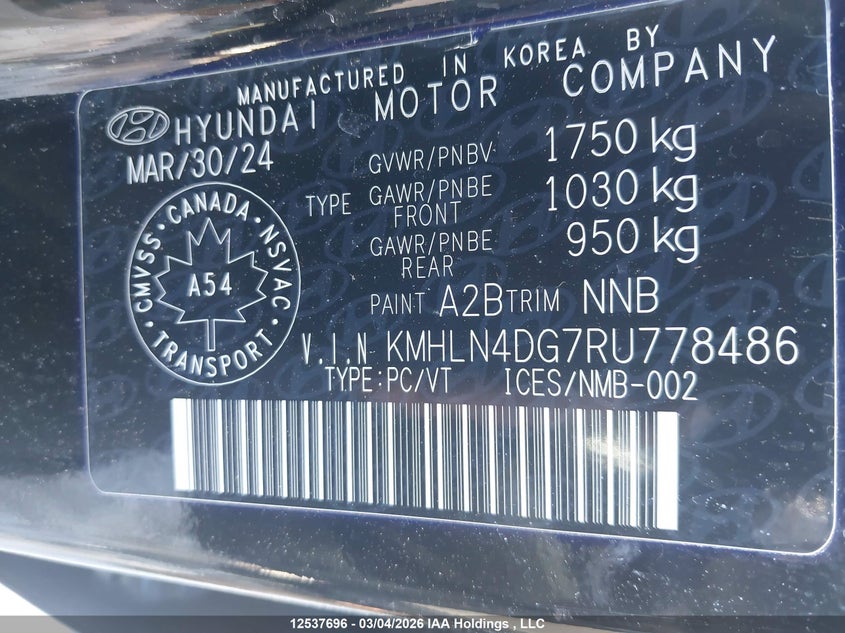 MANUFACTURED IN KOREA BY
HYUNDAI MOTOR COMPANY
MAR/30/24
GVWR/PNBV 1750 kg
TYPE GAWR/PNBE FRONT 1030 kg
GAWR/PNBE REAR 950 kg
PAINT A2B TRIM NNB
CMVSS · CANADA · NSVAC · TRANSPORT ·
A54
V.I.N KMHLN4DG7RU778486
TYPE:PC/VT ICES/NMB-002
12537696 - 03/04/2026 IAA Holdings , LLC